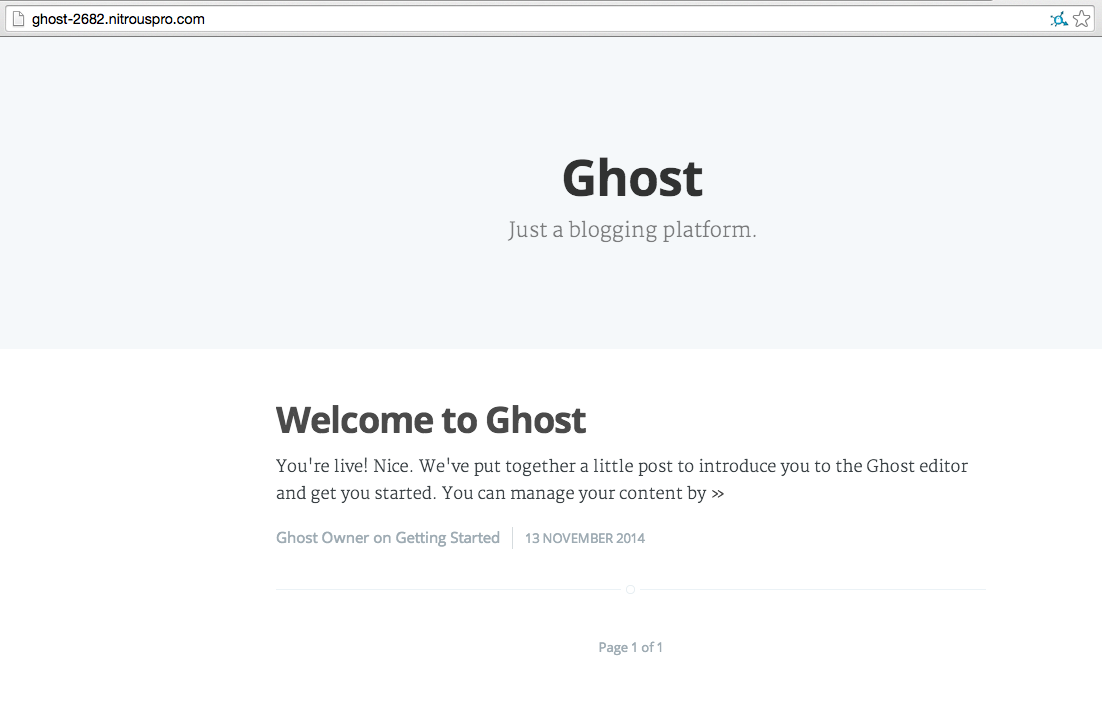 ghost-2682.nitrouspro.com
Ghost
Just a blogging platform.
Welcome to Ghost
You're live! Nice. We've put together a little post to introduce you to the Ghost editor
and get you started. You can manage your content by »
Ghost Owner on Getting Started 13 NOVEMBER 2014
Page 1 of 1